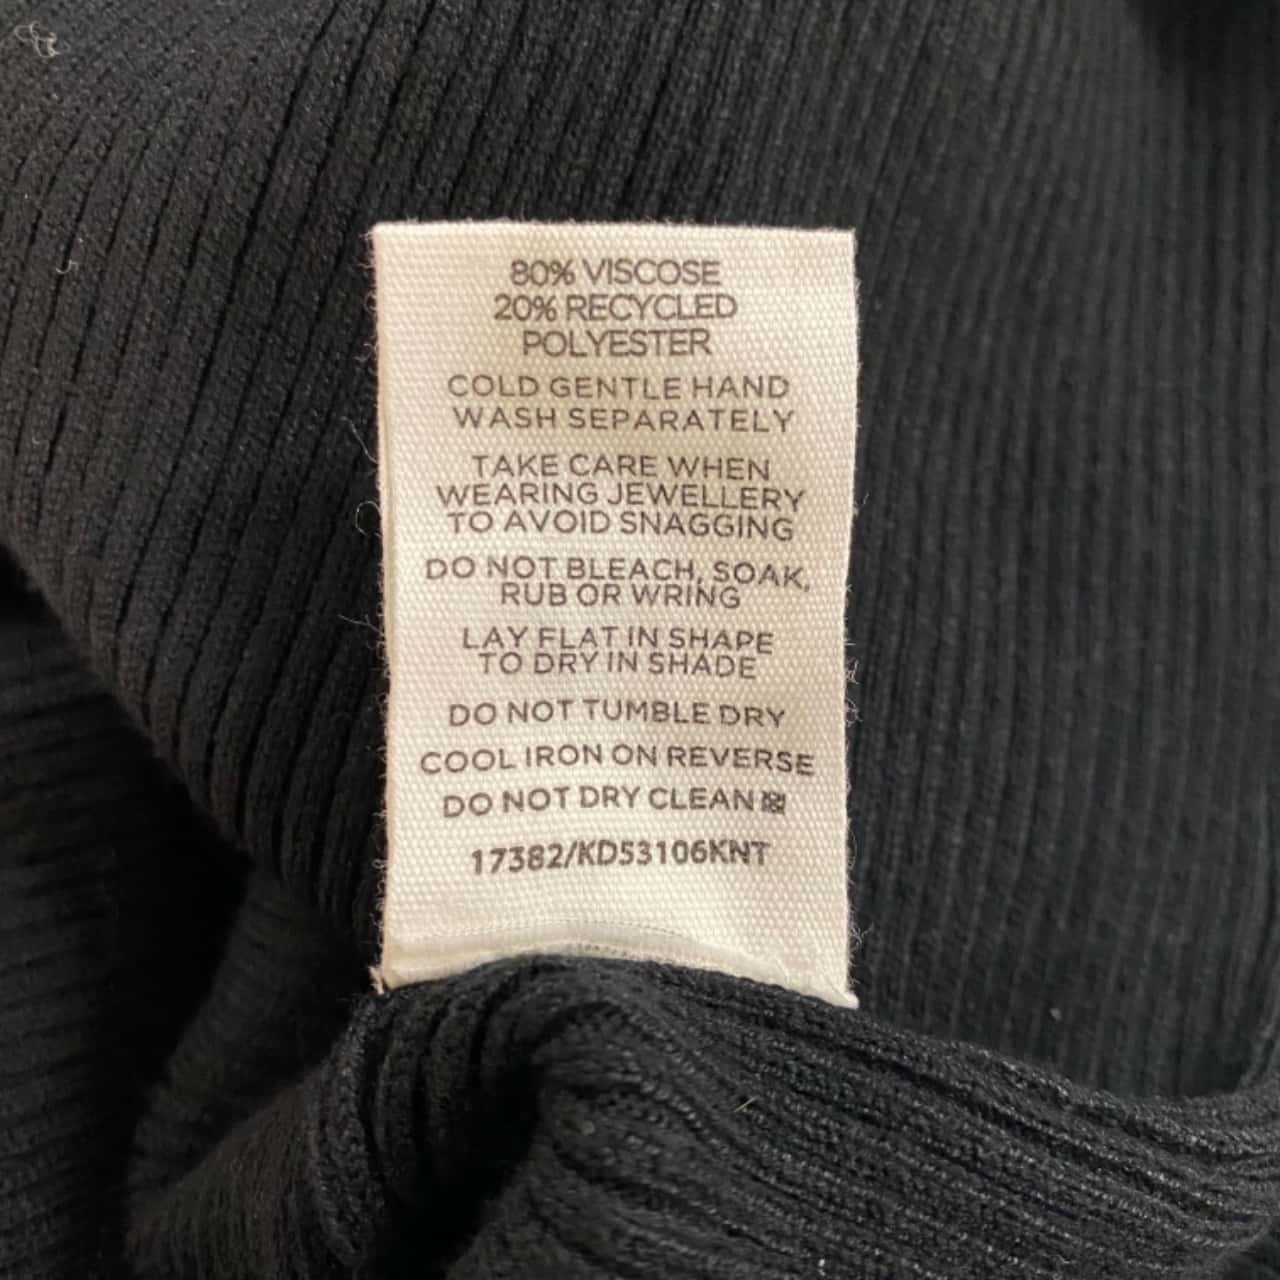 80% VISCOSE
20% RECYCLED
POLYESTER
COLD GENTLE HAND
WASH SEPARATELY
TAKE CARE WHEN
WEARING JEWELLERY
TO AVOID SNAGGING
DO NOT BLEACH, SOAK,
RUB OR WRING
LAY FLAT IN SHAPE
TO DRY IN SHADE
DO NOT TUMBLE DRY
COOL IRON ON REVERSE
DO NOT DRY CLEAN
17382/KD53106KNT